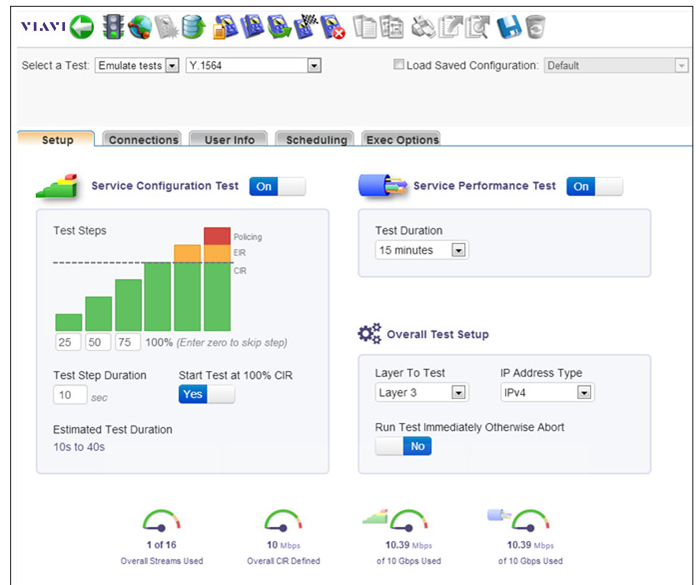 VIAVI
Select a Test: Emulate tests Y.1564 Load Saved Configuration: Default
Setup Connections User Info Scheduling Exec Options
Service Configuration Test On
Service Performance Test On
Test Steps
Policing
EIR
CIR
25 50 75 100% (Enter zero to skip step)
Test Step Duration Start Test at 100% CIR
10 sec Yes
Estimated Test Duration
10s to 40s
Test Duration
15 minutes
Overall Test Setup
Layer To Test IP Address Type
Layer 3 IPv4
Run Test Immediately Otherwise Abort
No
1 of 16
Overall Streams Used
10 Mbps
Overall CIR Defined
10.39 Mbps
of 10 Gbps Used
10.39 Mbps
of 10 Gbps Used